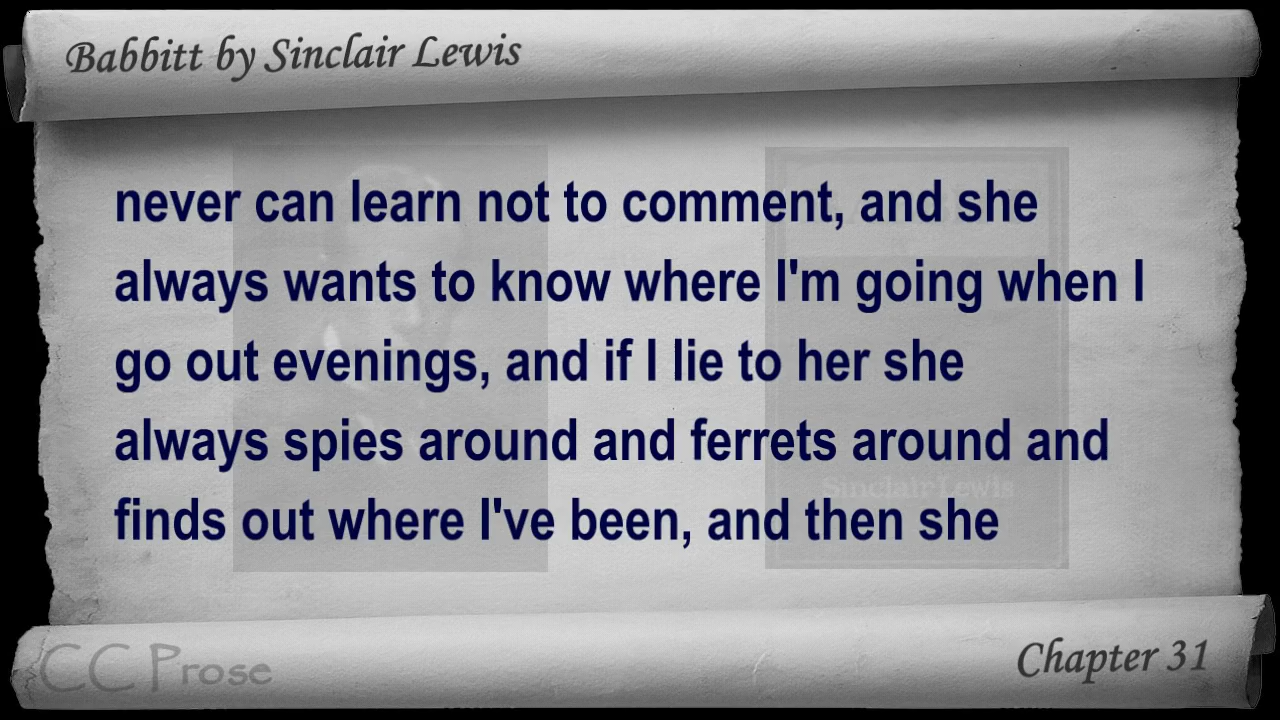 Babbitt by Sinclair Lewis
never can learn not to comment, and she
always wants to know where I'm going when I
go out evenings, and if I lie to her she
always spies around and ferrets around and
finds out where I've been, and then she
Sinclair Lewis
CC Prose
Chapter 31